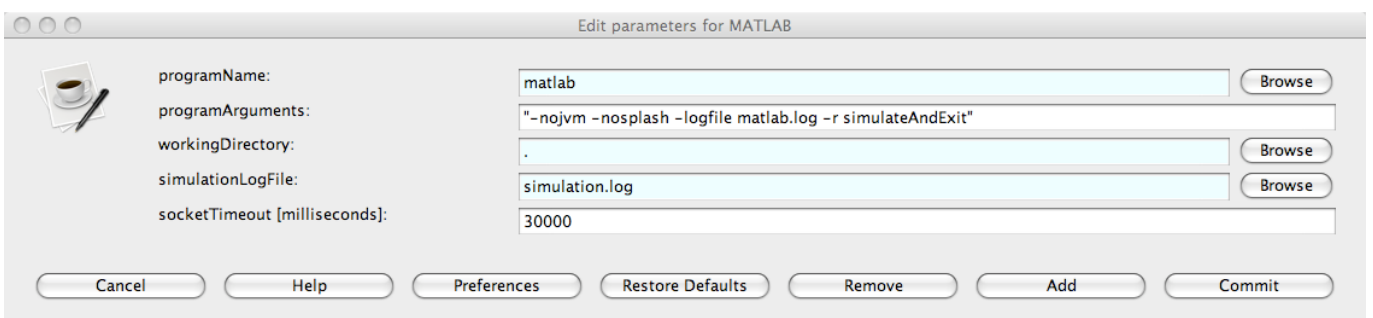 Edit parameters for MATLAB
programName:
matlab
Browse
programArguments:
"-nojvm -nosplash -logfile matlab.log -r simulateAndExit"
workingDirectory:
.
Browse
simulationLogFile:
simulation.log
Browse
socketTimeout [milliseconds]:
30000
Cancel
Help
Preferences
Restore Defaults
Remove
Add
Commit